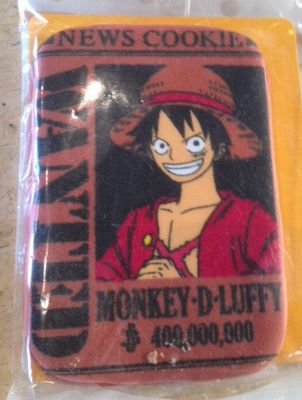 NEWS COOKIE
WANTED
MONKEY·D·LUFFY
฿ 400,000,000